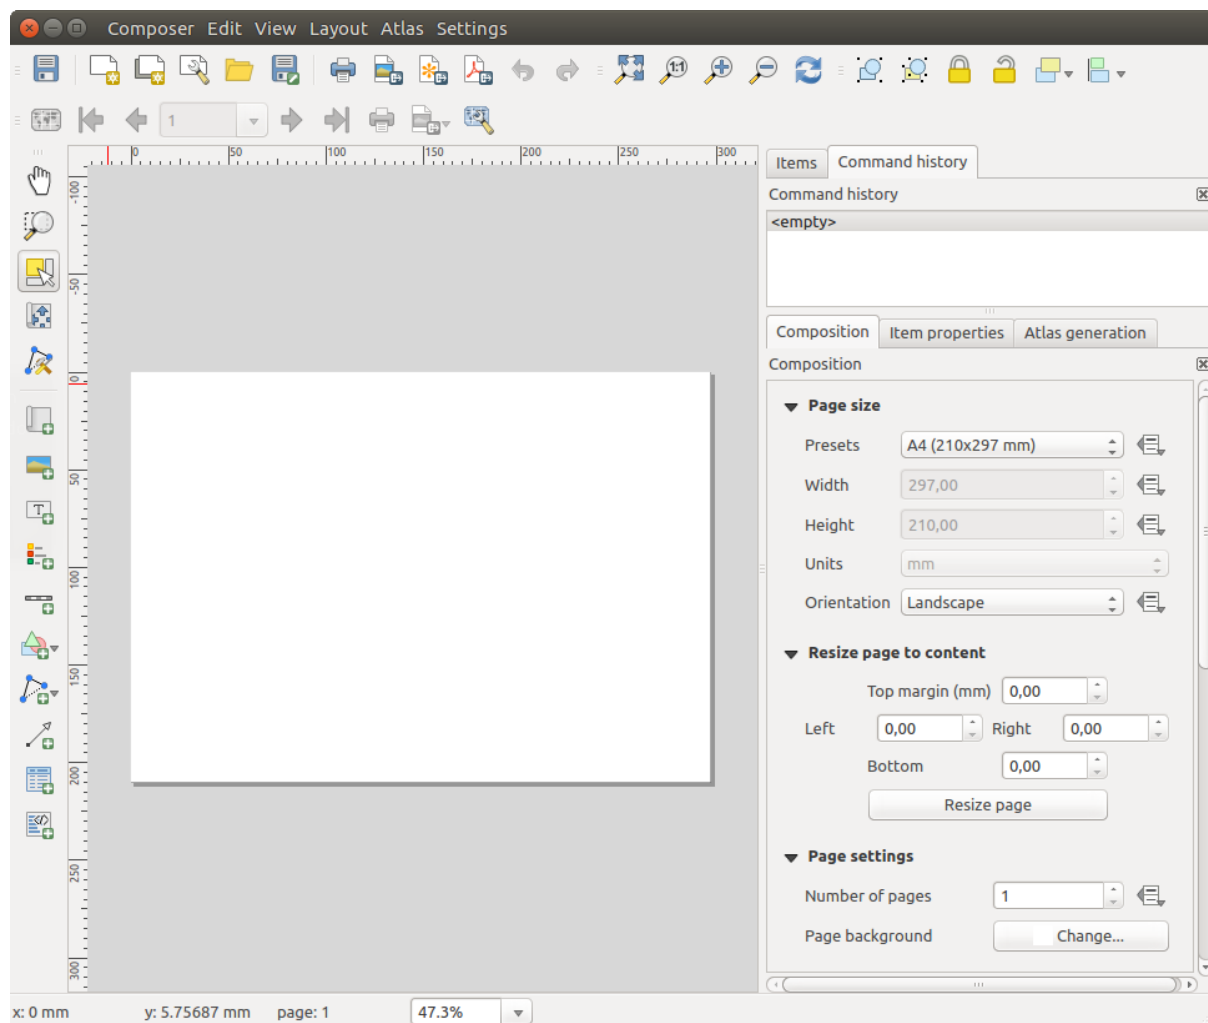 Composer Edit View Layout Atlas Settings
1:1
1
0 50 100 150 200 250 300
-100
-50
0
50
100
150
200
250
300
Items Command history
Command history
<empty>
Composition Item properties Atlas generation
Composition
Page size
Presets A4 (210x297 mm)
Width 297,00
Height 210,00
Units mm
Orientation Landscape
Resize page to content
Top margin (mm) 0,00
Left 0,00 Right 0,00
Bottom 0,00
Resize page
Page settings
Number of pages 1
Page background Change...
x: 0 mm y: 5.75687 mm page: 1 47.3%